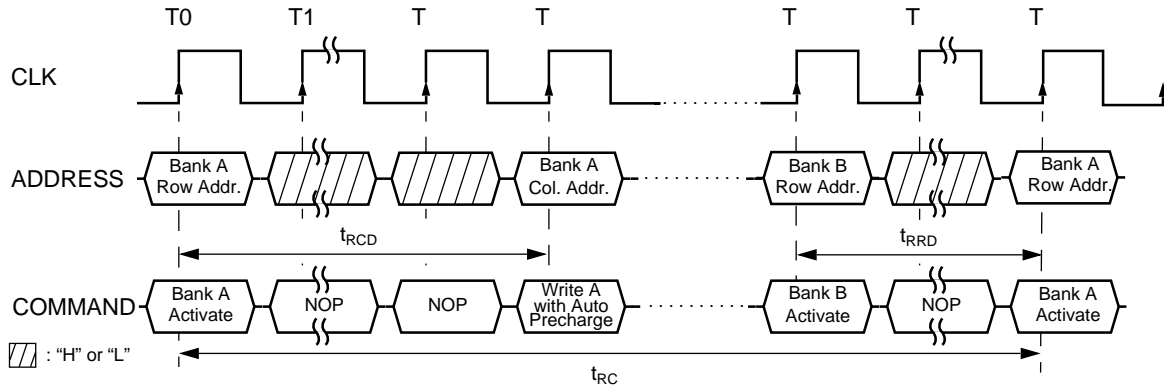 T0 T1 T T T T T
CLK
ADDRESS
Bank A
Row Addr.
Bank A
Col. Addr.
Bank B
Row Addr.
Bank A
Row Addr.
tRCD
tRRD
COMMAND
Bank A
Activate
NOP
NOP
Write A
with Auto
Precharge
Bank B
Activate
NOP
Bank A
Activate
: “H” or “L”
tRC